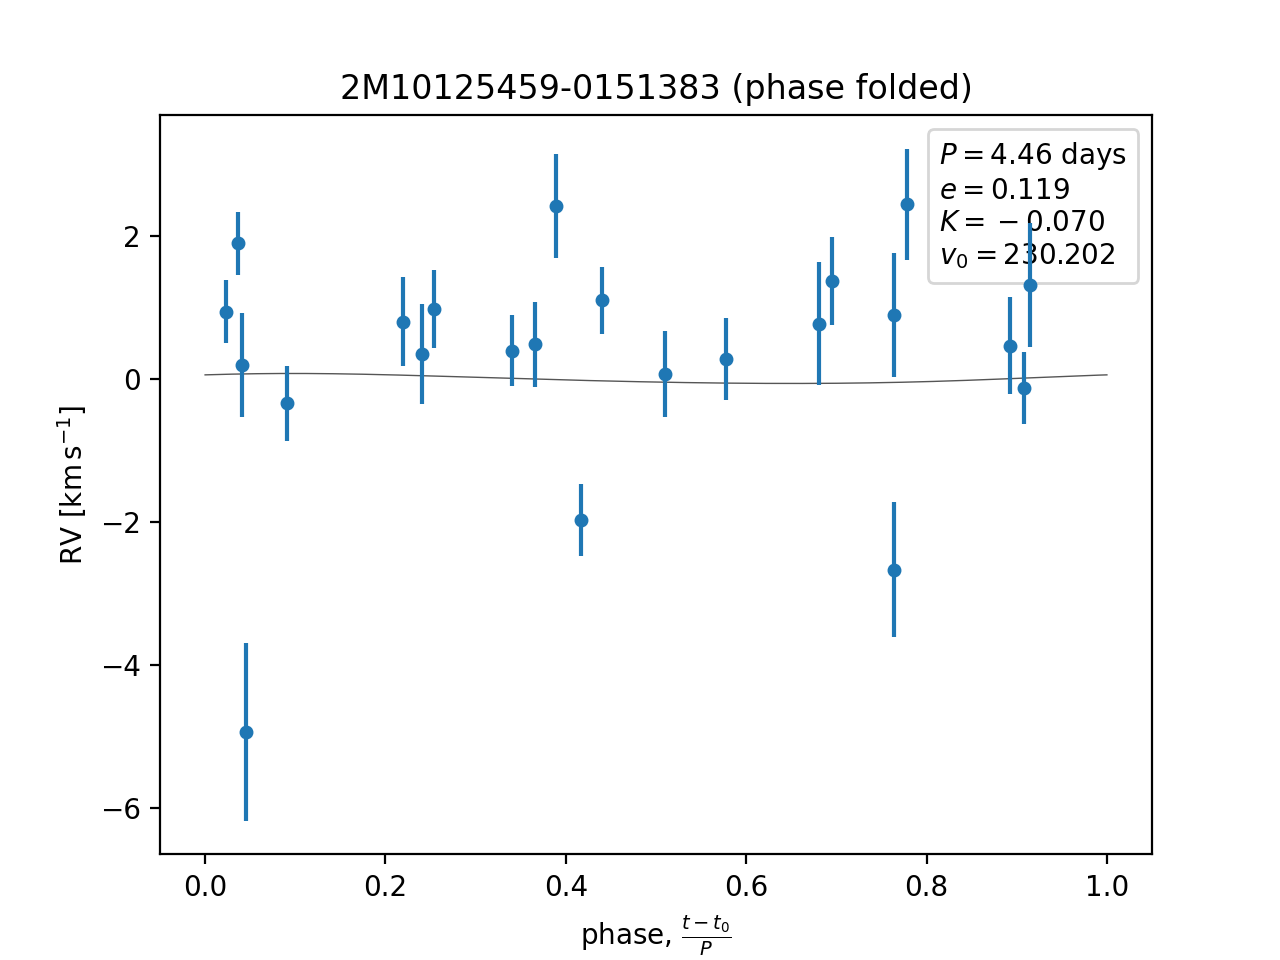 2M10125459-0151383 (phase folded)
P = 4.46 days
e = 0.119
K = −0.070
v₀ = 230.202
2
0
−2
−4
−6
RV [km s⁻¹]
0.0 0.2 0.4 0.6 0.8 1.0
phase, (t − t₀)/P